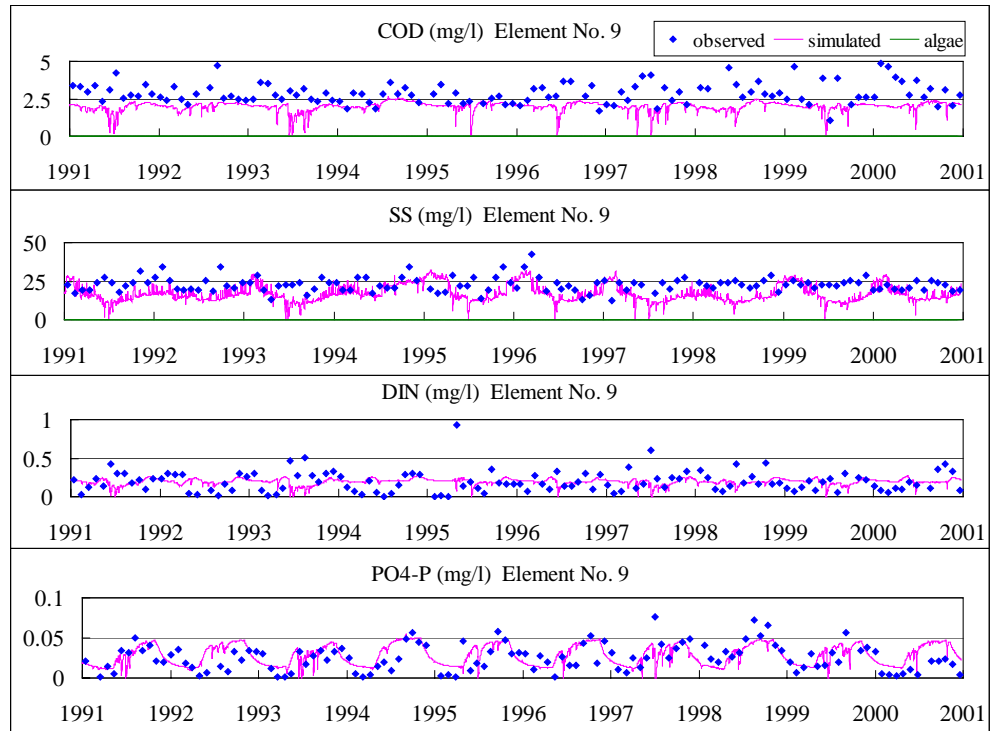 COD (mg/l) Element No. 9
observed simulated algae
5
2.5
0
1991 1992 1993 1994 1995 1996 1997 1998 1999 2000 2001
SS (mg/l) Element No. 9
50
25
0
1991 1992 1993 1994 1995 1996 1997 1998 1999 2000 2001
DIN (mg/l) Element No. 9
1
0.5
0
1991 1992 1993 1994 1995 1996 1997 1998 1999 2000 2001
PO4-P (mg/l) Element No. 9
0.1
0.05
0
1991 1992 1993 1994 1995 1996 1997 1998 1999 2000 2001